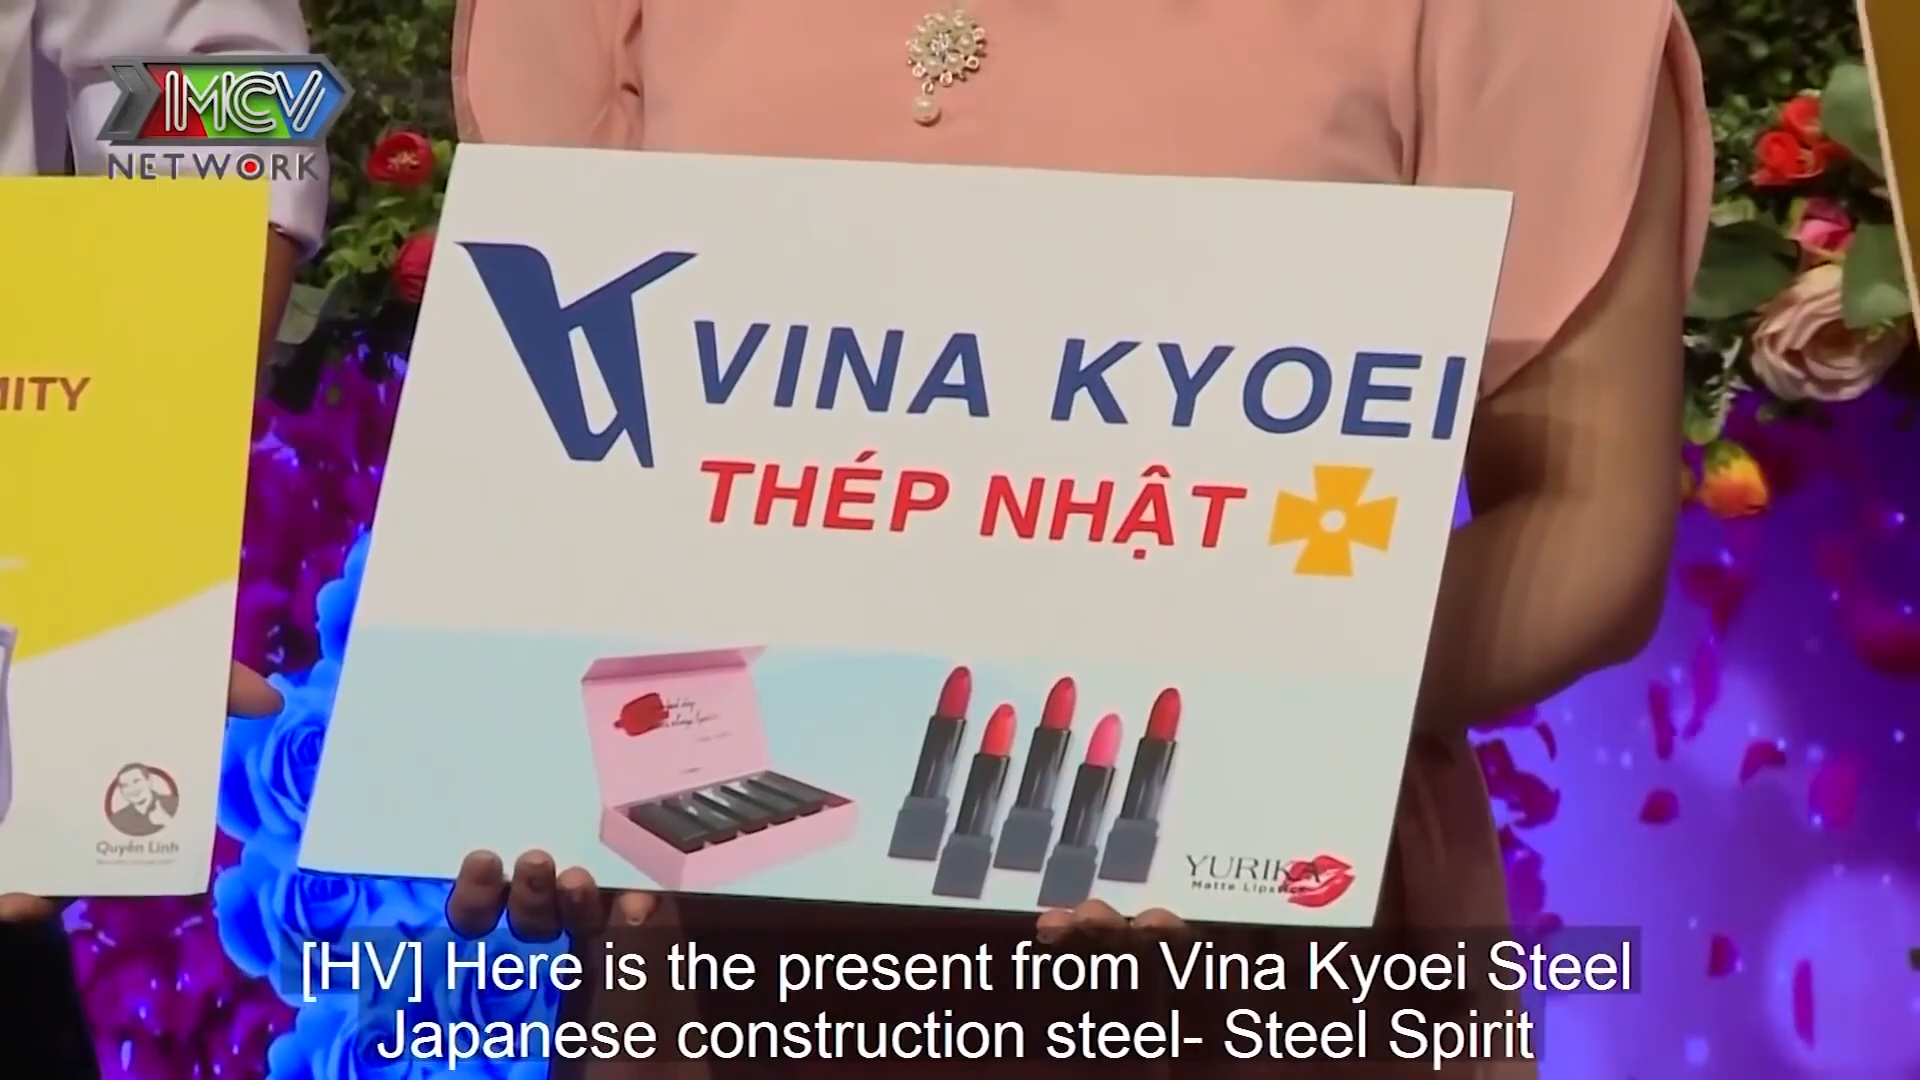 MCV
NETWORK
MITY
VINA KYOEI
THÉP NHẬT
YURIKA
Matte Lipstick
Quyền Linh
[HV] Here is the present from Vina Kyoei Steel
Japanese construction steel- Steel Spirit